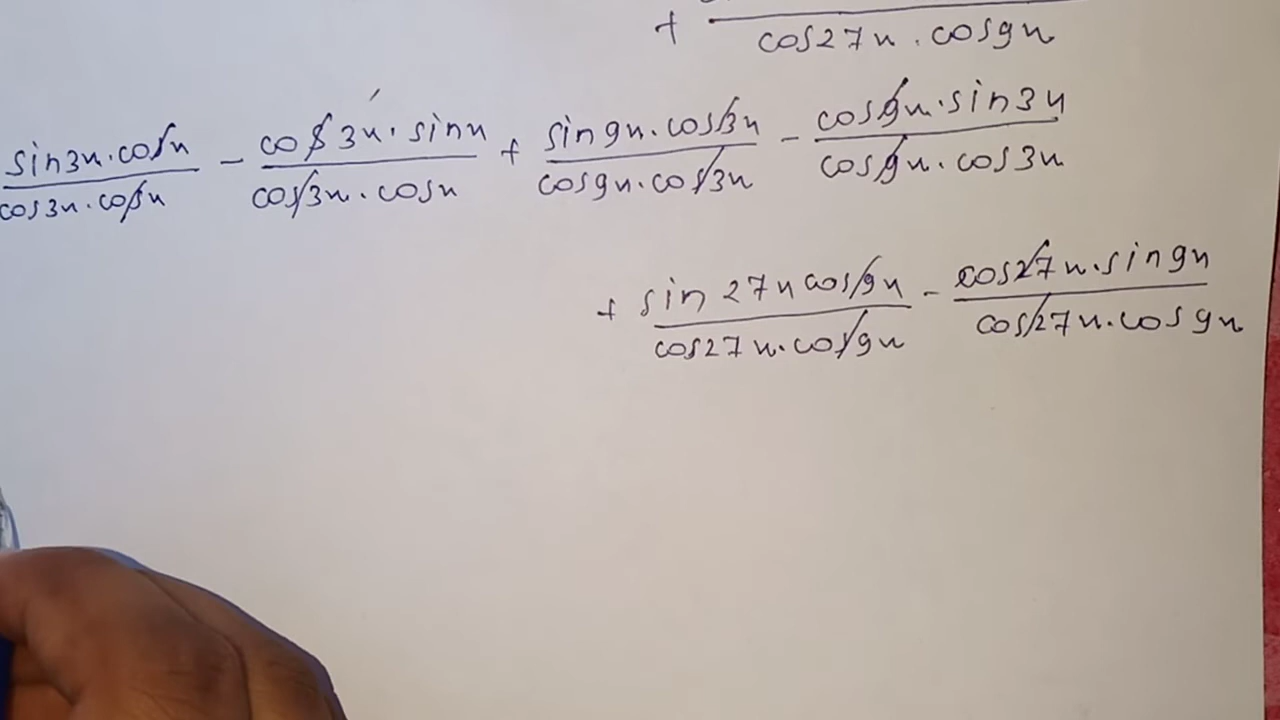 + cos27x . cos9x
sin3x.cosx / cos3x.cosx - cos3x.sinx / cos3x.cosx + sin9x.cos3x / cos9x.cos3x - cos9x.sin3x / cos9x.cos3x
+ sin27x cos9x / cos27x.cos9x - cos27x.sin9x / cos27x.cos9x